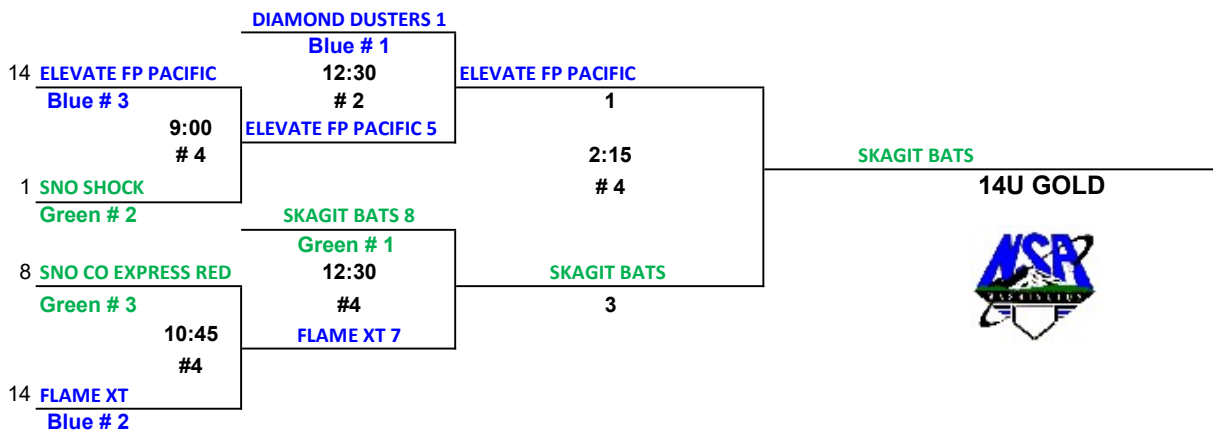 DIAMOND DUSTERS 1
Blue # 1
14 ELEVATE FP PACIFIC
12:30
ELEVATE FP PACIFIC
Blue # 3
# 2
1
9:00
ELEVATE FP PACIFIC 5
# 4
2:15
SKAGIT BATS
1 SNO SHOCK
# 4
14U GOLD
Green # 2
SKAGIT BATS 8
Green # 1
8 SNO CO EXPRESS RED
12:30
SKAGIT BATS
Green # 3
#4
3
10:45
FLAME XT 7
#4
14 FLAME XT
Blue # 2
NSA
WASHINGTON